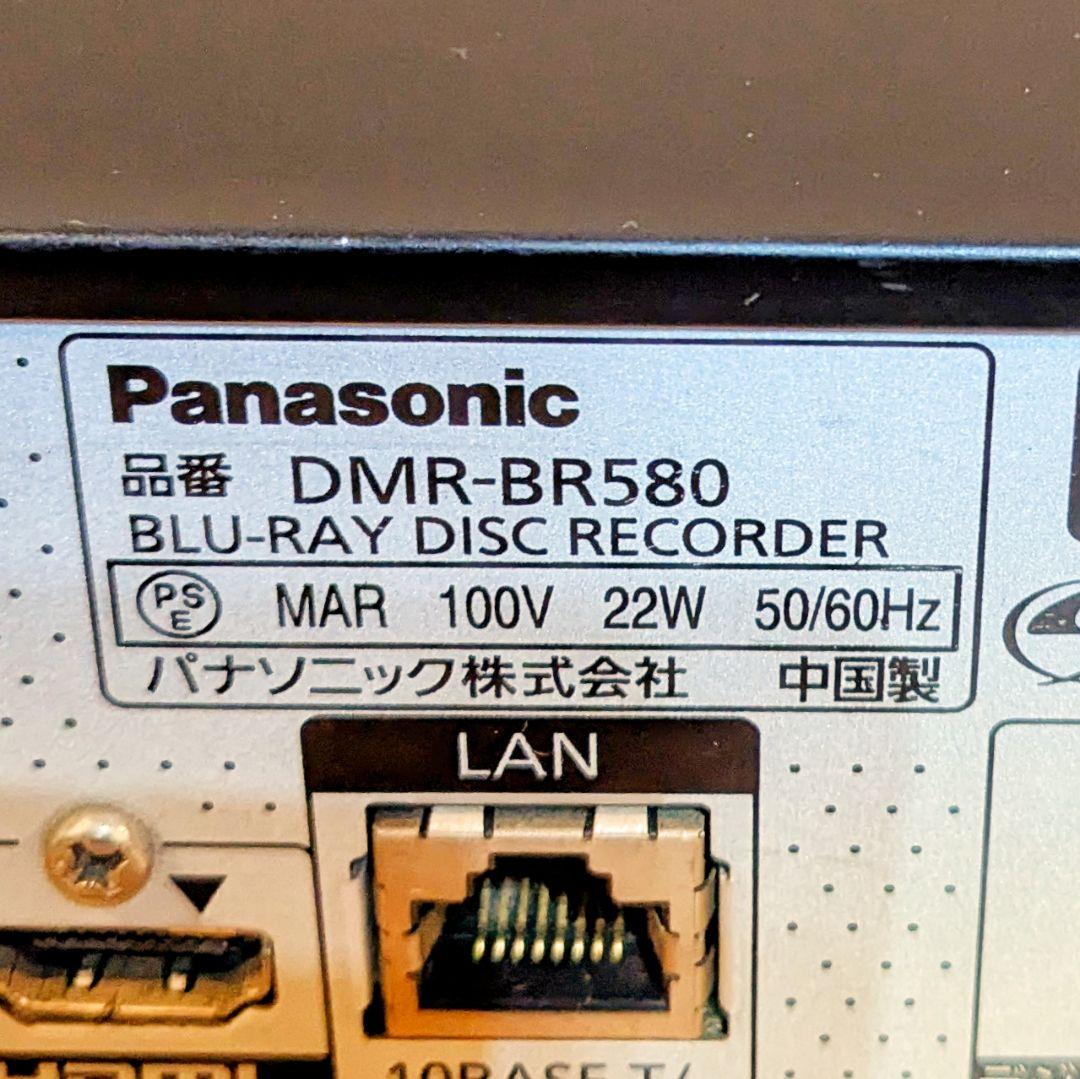 Panasonic
品番 DMR-BR580
BLU-RAY DISC RECORDER
PS E MAR 100V 22W 50/60Hz
パナソニック株式会社 中国製
LAN
10BASE-T/